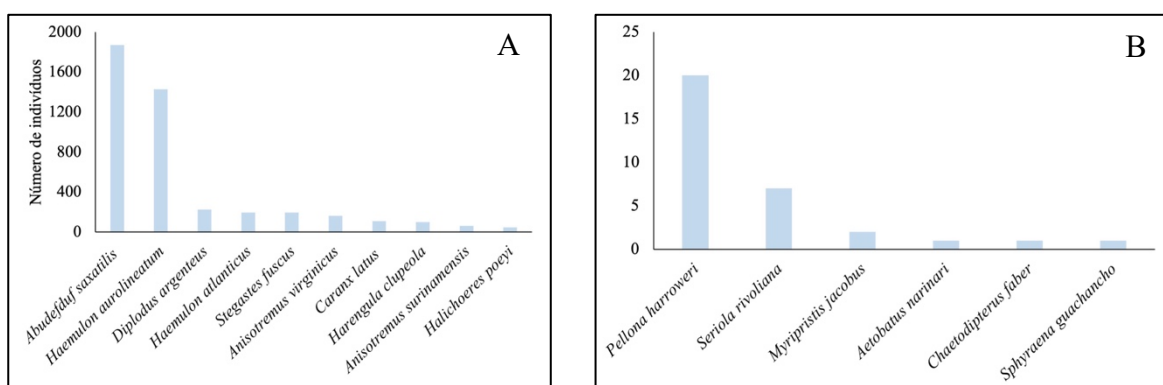 A
Número de indivíduos
2000
1600
1200
800
400
0
Abudefduf saxatilis
Haemulon aurolineatum
Diplodus argenteus
Haemulon atlanticus
Stegastes fuscus
Anisotremus virginicus
Caranx latus
Harengula clupeola
Anisotremus surinamensis
Halichoeres poeyi
B
25
20
15
10
5
0
Pellona harroweri
Seriola rivoliana
Myripristis jacobus
Aetobatus narinari
Chaetodipterus faber
Sphyraena guachancho